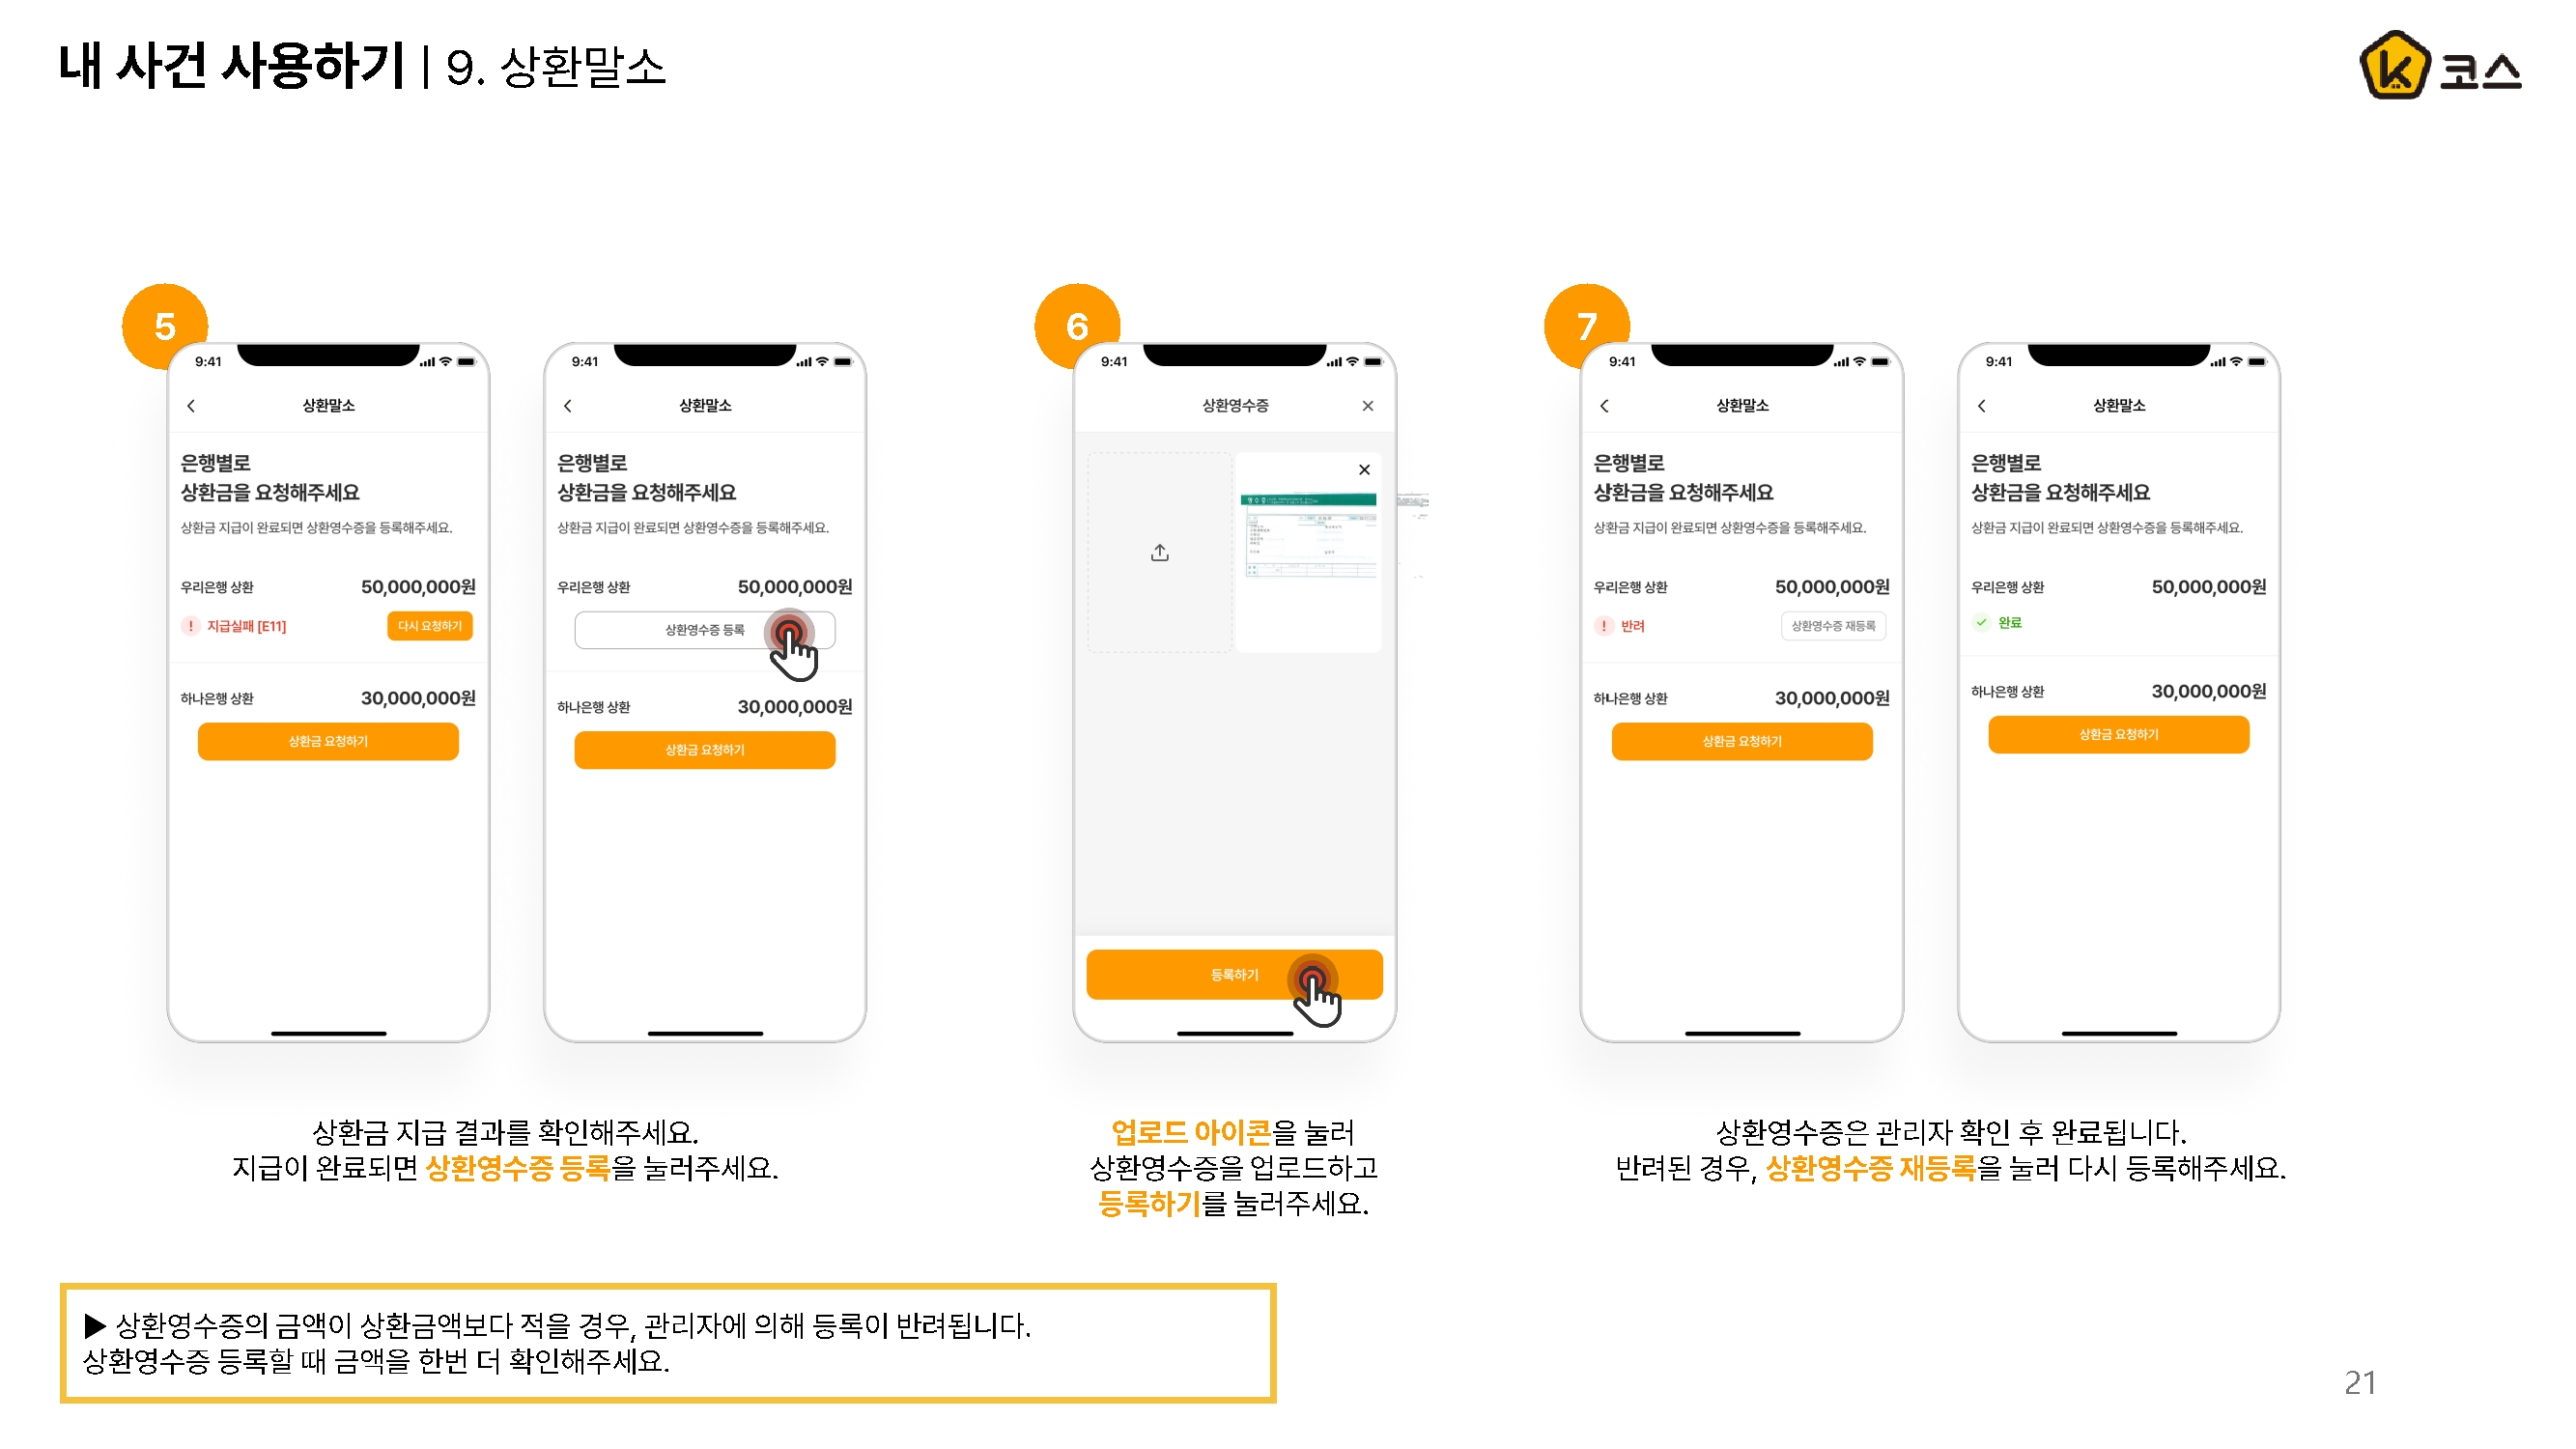 내 사건 사용하기 | 9. 상환말소
코스
5
9:41
상환말소
은행별로
상환금을 요청해주세요
상환금 지급이 완료되면 상환영수증을 등록해주세요.
우리은행 상환 50,000,000원
! 지급실패 [E11] 다시 요청하기
하나은행 상환 30,000,000원
상환금 요청하기
9:41
상환말소
은행별로
상환금을 요청해주세요
상환금 지급이 완료되면 상환영수증을 등록해주세요.
우리은행 상환 50,000,000원
상환영수증 등록
하나은행 상환 30,000,000원
상환금 요청하기
상환금 지급 결과를 확인해주세요.
지급이 완료되면 상환영수증 등록을 눌러주세요.
6
9:41
상환영수증
영수증
등록하기
업로드 아이콘을 눌러
상환영수증을 업로드하고
등록하기를 눌러주세요.
7
9:41
상환말소
은행별로
상환금을 요청해주세요
상환금 지급이 완료되면 상환영수증을 등록해주세요.
우리은행 상환 50,000,000원
! 반려 상환영수증 재등록
하나은행 상환 30,000,000원
상환금 요청하기
9:41
상환말소
은행별로
상환금을 요청해주세요
상환금 지급이 완료되면 상환영수증을 등록해주세요.
우리은행 상환 50,000,000원
완료
하나은행 상환 30,000,000원
상환금 요청하기
상환영수증은 관리자 확인 후 완료됩니다.
반려된 경우, 상환영수증 재등록을 눌러 다시 등록해주세요.
▶ 상환영수증의 금액이 상환금액보다 적을 경우, 관리자에 의해 등록이 반려됩니다.
상환영수증 등록할 때 금액을 한번 더 확인해주세요.
21